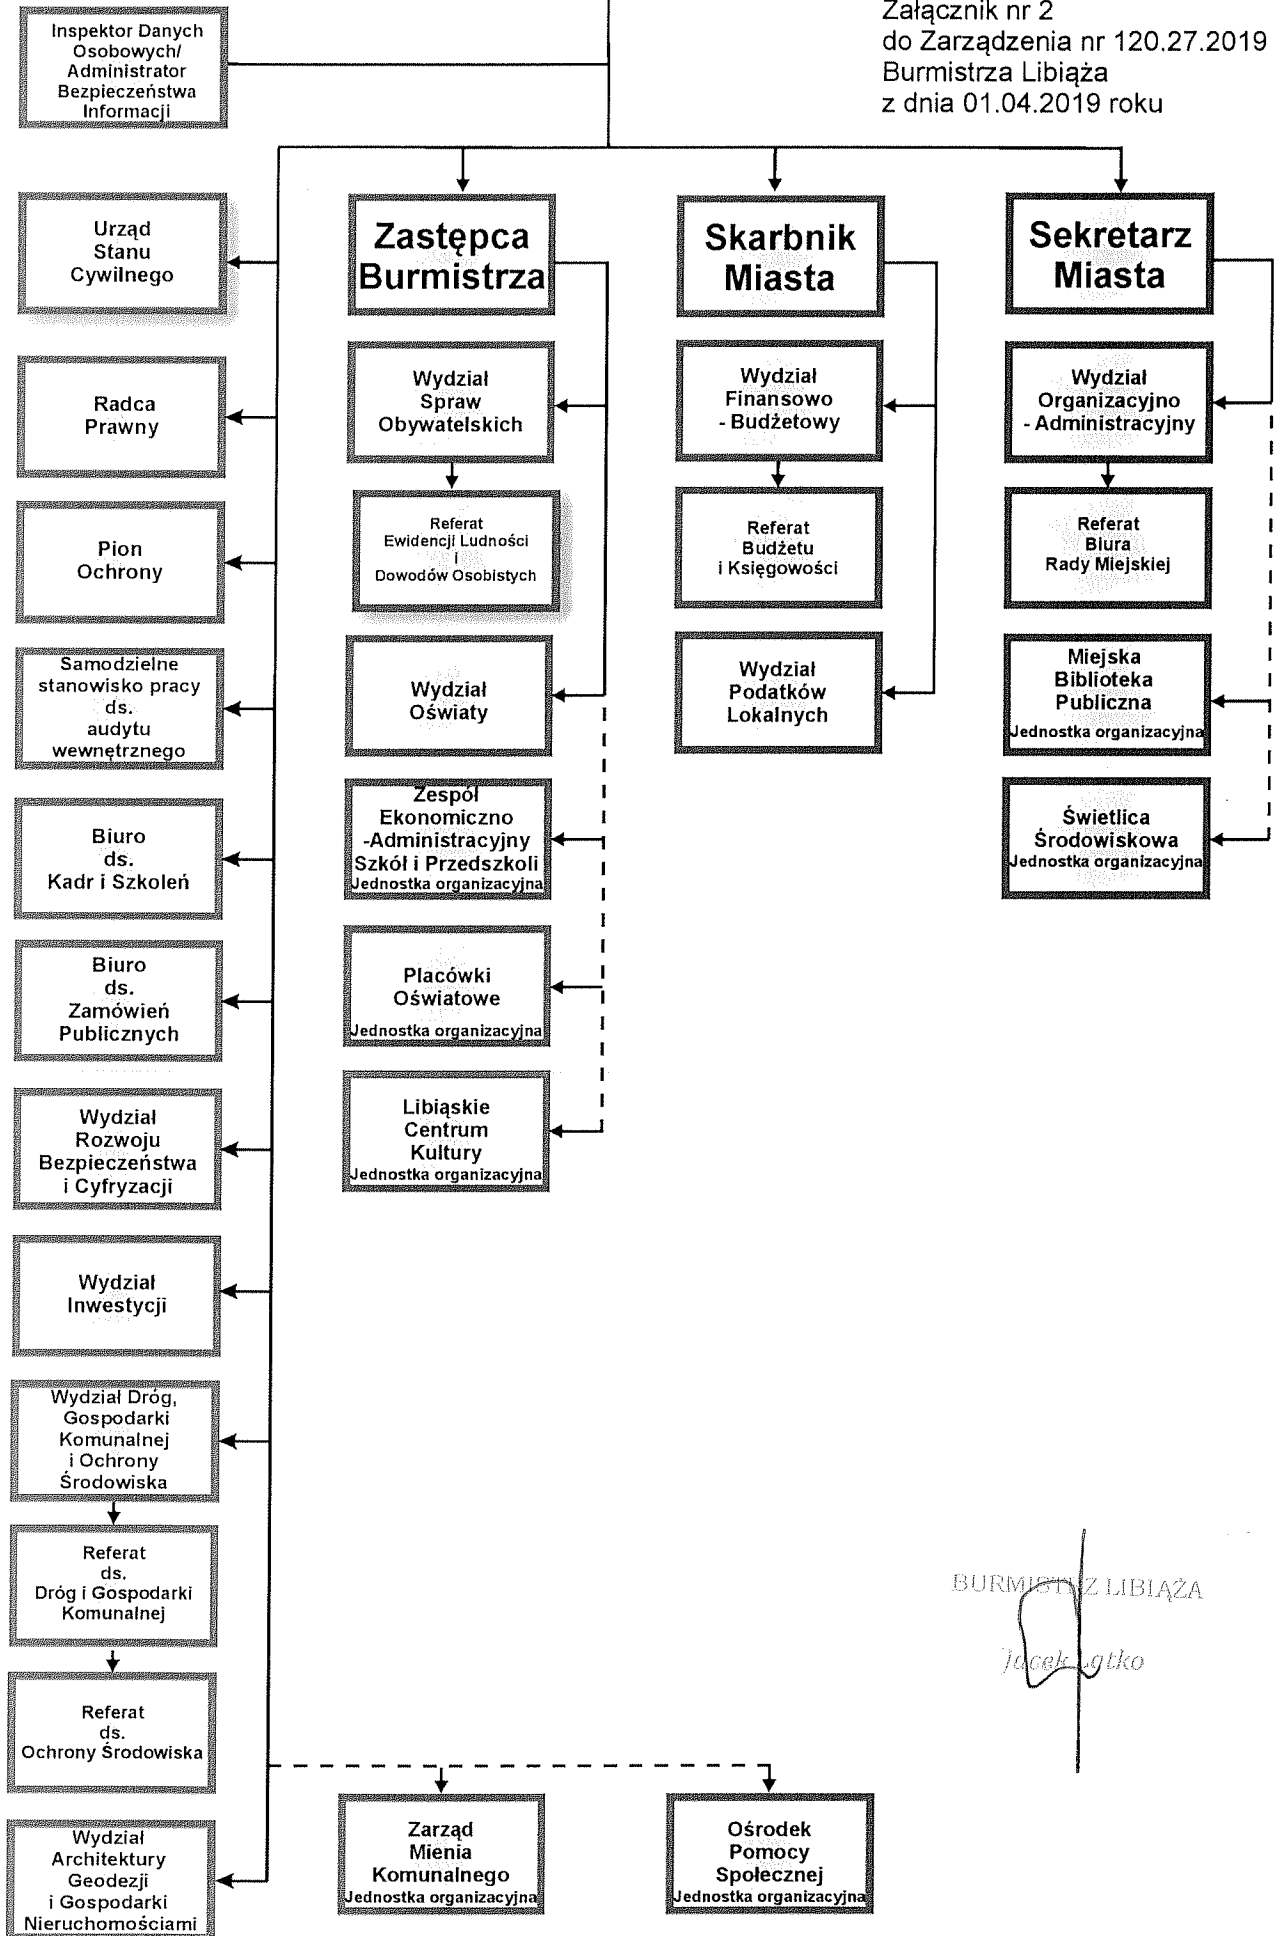 Załącznik nr 2
do Zarządzenia nr 120.27.2019
Burmistrza Libiąża
z dnia 01.04.2019 roku
Inspektor Danych
Osobowych/
Administrator
Bezpieczeństwa
Informacji
Urząd
Stanu
Cywilnego
Radca
Prawny
Pion
Ochrony
Samodzielne
stanowisko pracy
ds.
audytu
wewnętrznego
Biuro
ds.
Kadr i Szkoleń
Biuro
ds.
Zamówień
Publicznych
Wydział
Rozwoju
Bezpieczeństwa
i Cyfryzacji
Wydział
Inwestycji
Wydział Dróg,
Gospodarki
Komunalnej
i Ochrony
Środowiska
Referat
ds.
Dróg i Gospodarki
Komunalnej
Referat
ds.
Ochrony Środowiska
Wydział
Architektury
Geodezji
i Gospodarki
Nieruchomościami
Zastępca
Burmistrza
Wydział
Spraw
Obywatelskich
Referat
Ewidencji Ludności
i
Dowodów Osobistych
Wydział
Oświaty
Zespół
Ekonomiczno
-Administracyjny
Szkół i Przedszkoli
Jednostka organizacyjna
Placówki
Oświatowe
Jednostka organizacyjna
Libiąskie
Centrum
Kultury
Jednostka organizacyjna
Skarbnik
Miasta
Wydział
Finansowo
- Budżetowy
Referat
Budżetu
i Księgowości
Wydział
Podatków
Lokalnych
Sekretarz
Miasta
Wydział
Organizacyjno
- Administracyjny
Referat
Biura
Rady Miejskiej
Miejska
Biblioteka
Publiczna
Jednostka organizacyjna
Świetlica
Środowiskowa
Jednostka organizacyjna
Zarząd
Mienia
Komunalnego
Jednostka organizacyjna
Ośrodek
Pomocy
Społecznej
Jednostka organizacyjna
BURMISTRZ LIBIĄŻA
Jacek Latko